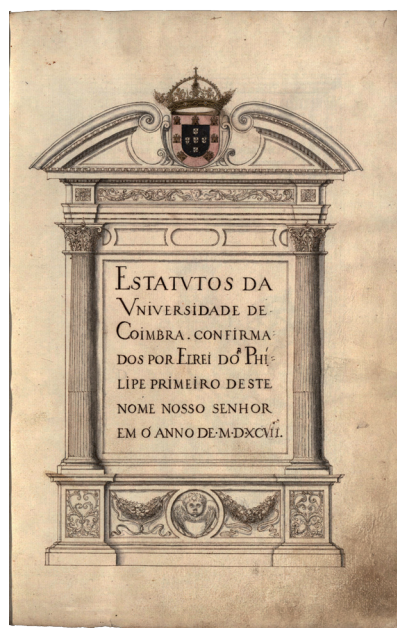 ESTATVTOS DA
VNIVERSIDADE DE
COIMBRA. CONFIRMA
DOS POR ELREI DÕ PHI-
LIPE PRIMEIRO DESTE
NOME NOSSO SENHOR
EM O ANNO DE·M·D·XCVII.